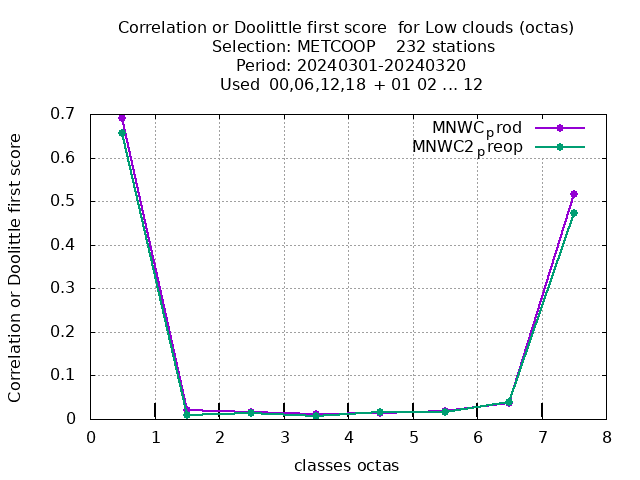 Correlation or Doolittle first score  for Low clouds (octas)
Selection: METCOOP    232 stations
Period: 20240301-20240320
Used  00,06,12,18  + 01 02 ... 12
MNWCprod
MNWC2preop
Correlation or Doolittle first score
0.7
0.6
0.5
0.4
0.3
0.2
0.1
0
0 1 2 3 4 5 6 7 8
classes octas